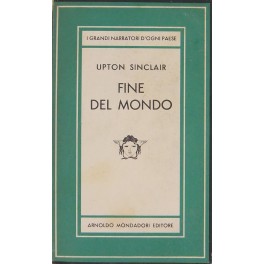 I GRANDI NARRATORI D'OGNI PAESE
UPTON SINCLAIR
FINE
DEL MONDO
ARNOLDO MONDADORI EDITORE